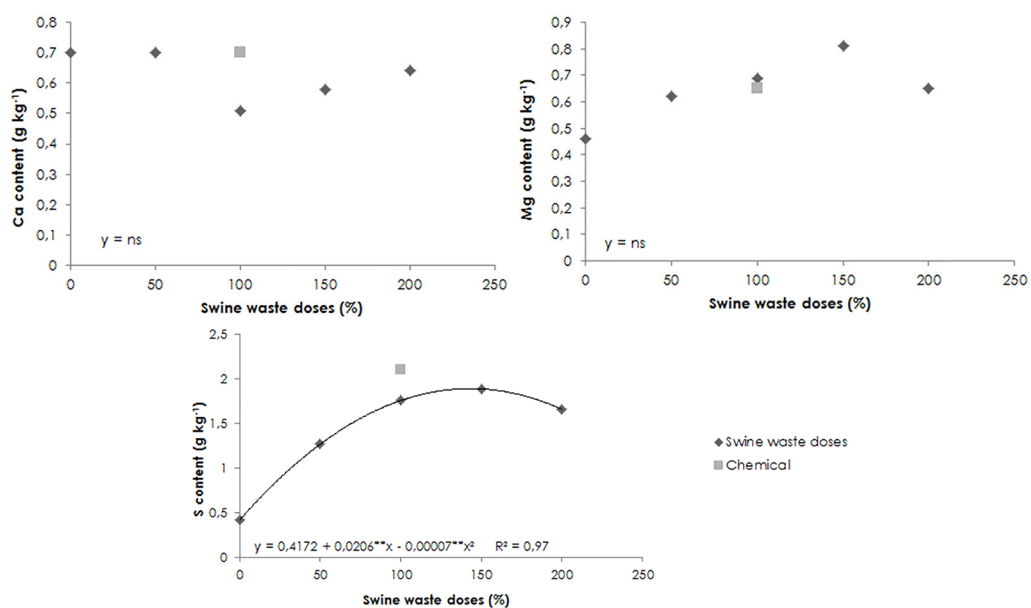 0,8
0,7
0,6
0,5
0,4
0,3
0,2
0,1
0
Ca content (g kg⁻¹)
y = ns
0 50 100 150 200 250
Swine waste doses (%)
0,9
0,8
0,7
0,6
0,5
0,4
0,3
0,2
0,1
0
Mg content (g kg⁻¹)
y = ns
0 50 100 150 200 250
Swine waste doses (%)
2,5
2
1,5
1
0,5
0
S content (g kg⁻¹)
y = 0,4172 + 0,0206**x - 0,00007**x² R² = 0,97
0 50 100 150 200 250
Swine waste doses (%)
Swine waste doses
Chemical